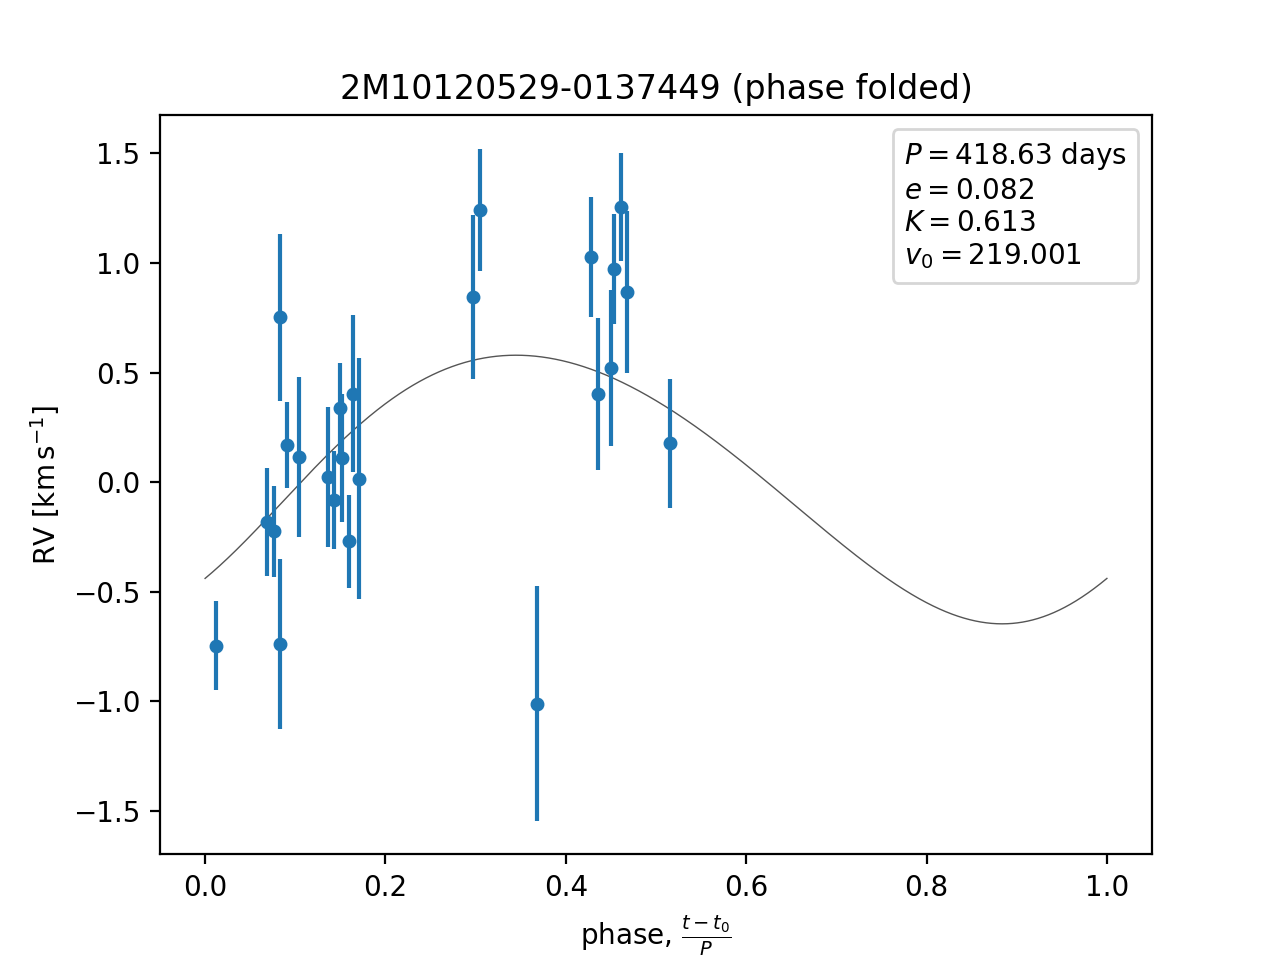 2M10120529-0137449 (phase folded)
P = 418.63 days
e = 0.082
K = 0.613
v₀ = 219.001
1.5
1.0
0.5
0.0
−0.5
−1.0
−1.5
RV [km s⁻¹]
0.0 0.2 0.4 0.6 0.8 1.0
phase, (t − t₀)/P